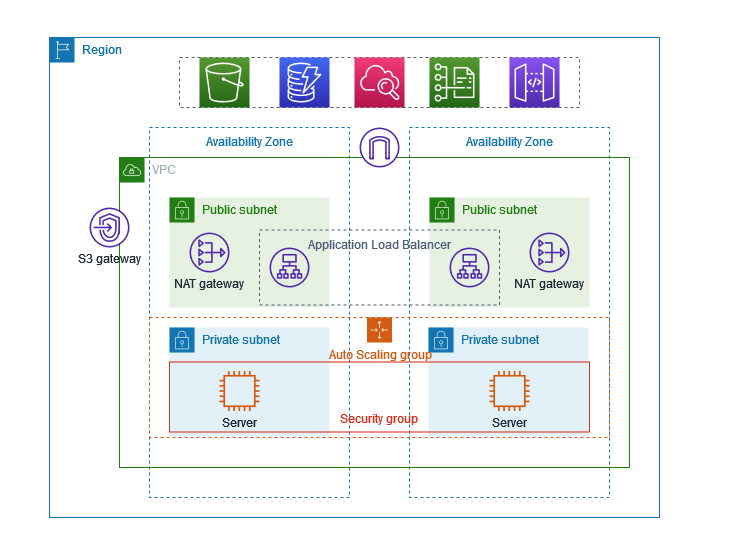 Region
Availability Zone
Availability Zone
VPC
Public subnet
Public subnet
Application Load Balancer
S3 gateway
NAT gateway
NAT gateway
Private subnet
Private subnet
Auto Scaling group
Security group
Server
Server